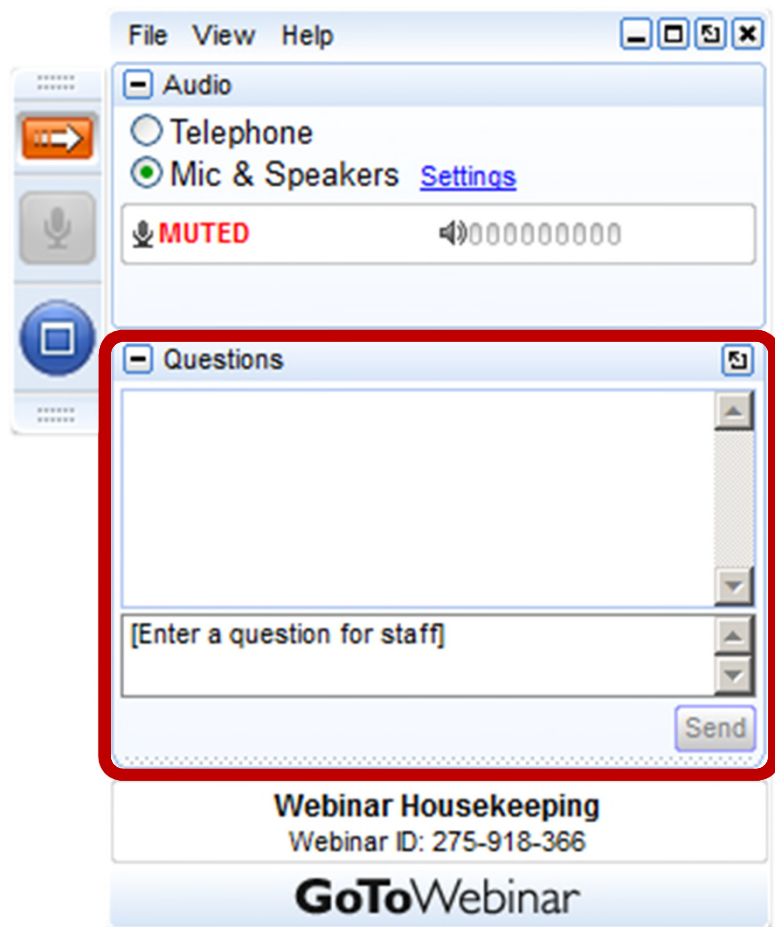 File View Help
Audio
Telephone
Mic & Speakers Settings
MUTED 000000000
Questions
[Enter a question for staff]
Send
Webinar Housekeeping
Webinar ID: 275-918-366
GoToWebinar